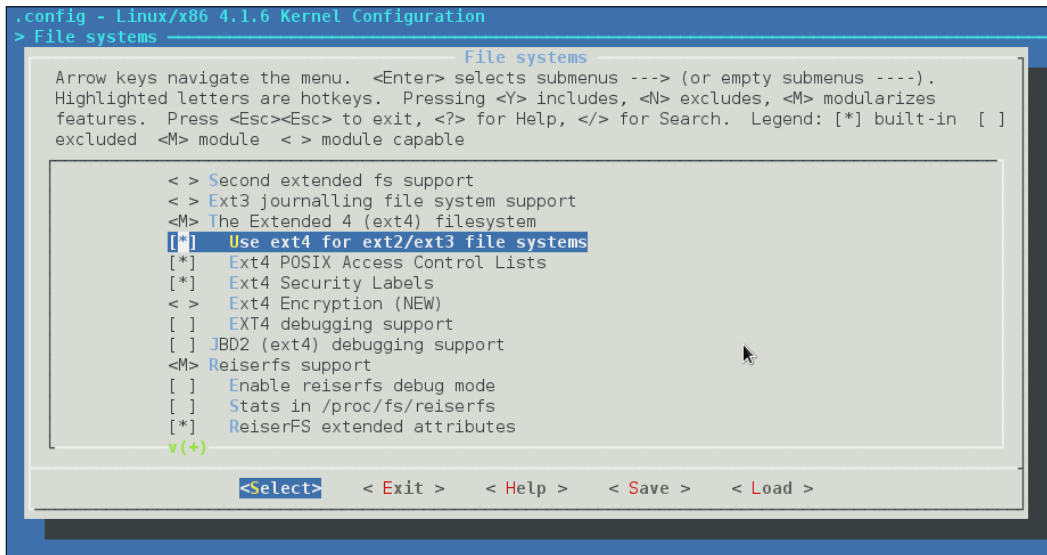 .config - Linux/x86 4.1.6 Kernel Configuration
> File systems
File systems
Arrow keys navigate the menu.  <Enter> selects submenus ---> (or empty submenus ----).
Highlighted letters are hotkeys.  Pressing <Y> includes, <N> excludes, <M> modularizes
features.  Press <Esc><Esc> to exit, <?> for Help, </> for Search.  Legend: [*] built-in  [ ]
excluded  <M> module  < > module capable
< > Second extended fs support
< > Ext3 journalling file system support
<M> The Extended 4 (ext4) filesystem
[*]   Use ext4 for ext2/ext3 file systems
[*]   Ext4 POSIX Access Control Lists
[*]   Ext4 Security Labels
< >   Ext4 Encryption (NEW)
[ ]   EXT4 debugging support
[ ] JBD2 (ext4) debugging support
<M> Reiserfs support
[ ]   Enable reiserfs debug mode
[ ]   Stats in /proc/fs/reiserfs
[*]   ReiserFS extended attributes
v(+)
<Select>    < Exit >    < Help >    < Save >    < Load >